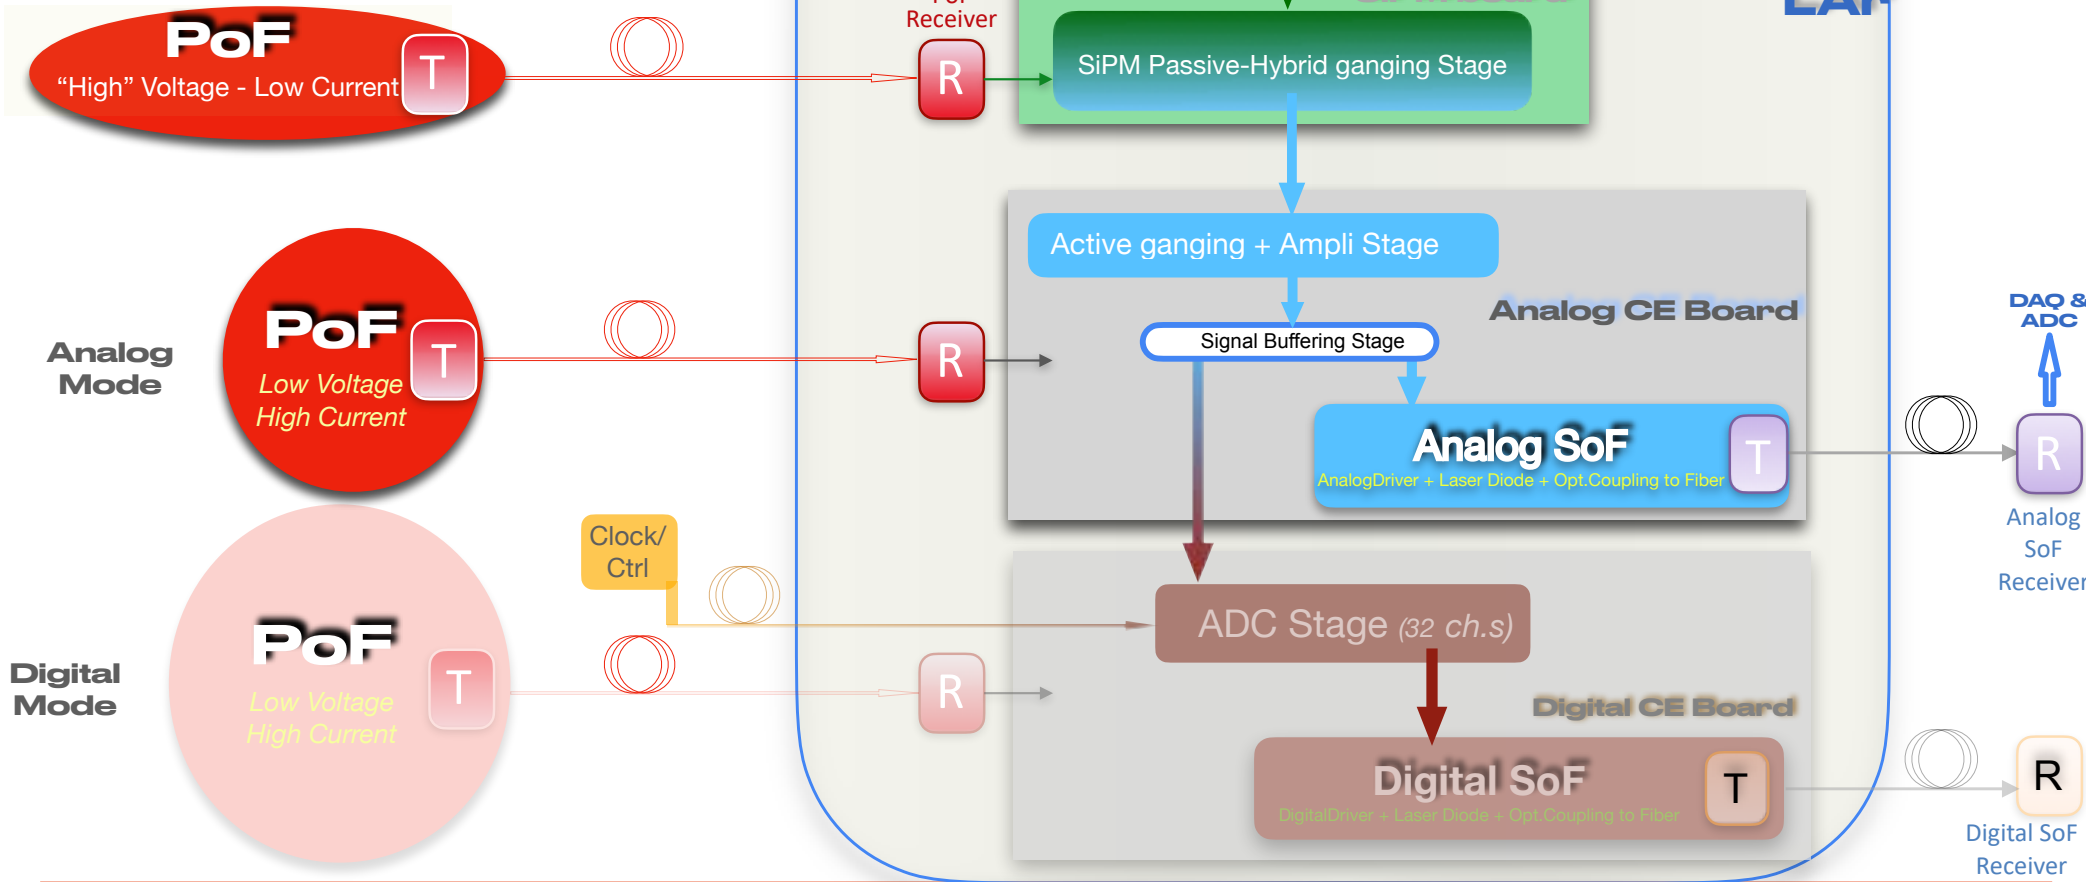 Receiver
LAr
PoF
T
"High" Voltage - Low Current
R
SiPM Passive-Hybrid ganging Stage
Active ganging + Ampli Stage
Analog CE Board
Signal Buffering Stage
Analog
Mode
PoF
T
Low Voltage
High Current
R
DAQ &
ADC
Analog SoF
T
AnalogDriver + Laser Diode + Opt.Coupling to Fiber
R
Analog
SoF
Receiver
Clock/
Ctrl
ADC Stage (32 ch.s)
Digital
Mode
PoF
T
Low Voltage
High Current
R
Digital CE Board
Digital SoF
T
DigitalDriver + Laser Diode + Opt.Coupling to Fiber
R
Digital SoF
Receiver